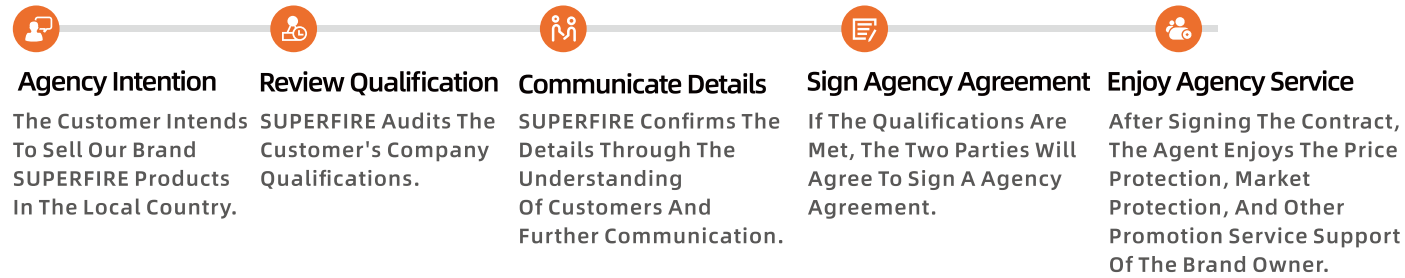 Agency Intention
The Customer Intends
To Sell Our Brand
SUPERFIRE Products
In The Local Country.
Review Qualification
SUPERFIRE Audits The
Customer's Company
Qualifications.
Communicate Details
SUPERFIRE Confirms The
Details Through The
Understanding
Of Customers And
Further Communication.
Sign Agency Agreement
If The Qualifications Are
Met, The Two Parties Will
Agree To Sign A Agency
Agreement.
Enjoy Agency Service
After Signing The Contract,
The Agent Enjoys The Price
Protection, Market
Protection, And Other
Promotion Service Support
Of The Brand Owner.